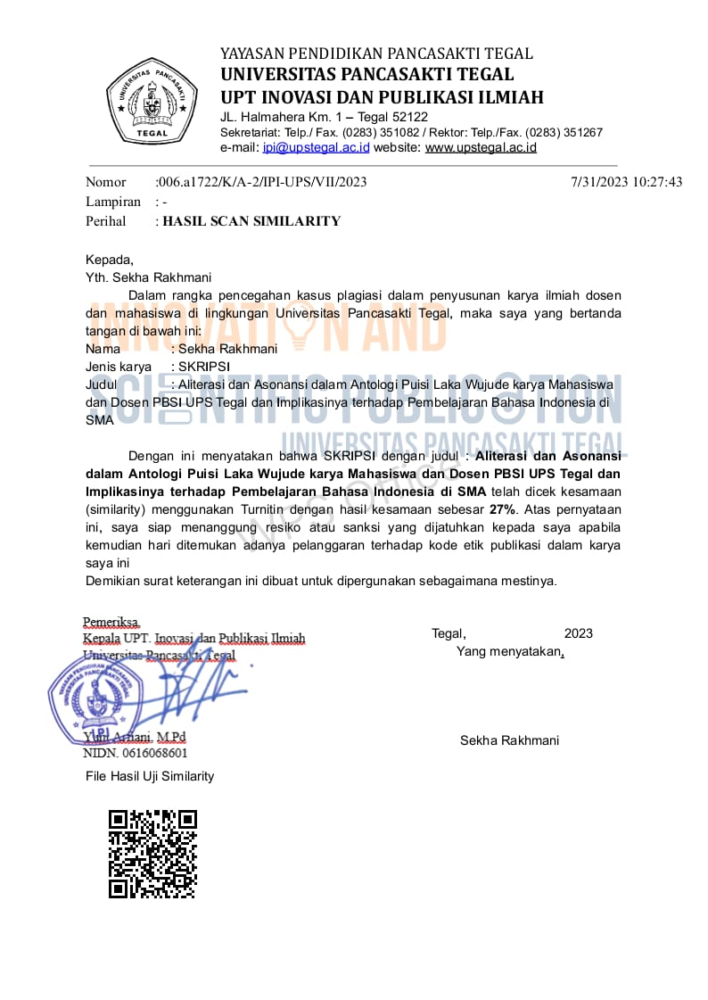 YAYASAN PENDIDIKAN PANCASAKTI TEGAL
UNIVERSITAS PANCASAKTI TEGAL
UPT INOVASI DAN PUBLIKASI ILMIAH
JL. Halmahera Km. 1 – Tegal 52122
Sekretariat: Telp./ Fax. (0283) 351082 / Rektor: Telp./Fax. (0283) 351267
e-mail: ipi@upstegal.ac.id website: www.upstegal.ac.id
UNIVERSITAS PANCASAKTI
TEGAL
Nomor :006.a1722/K/A-2/IPI-UPS/VII/2023 7/31/2023 10:27:43
Lampiran : -
Perihal : HASIL SCAN SIMILARITY
Kepada,
Yth. Sekha Rakhmani
Dalam rangka pencegahan kasus plagiasi dalam penyusunan karya ilmiah dosen
dan mahasiswa di lingkungan Universitas Pancasakti Tegal, maka saya yang bertanda
tangan di bawah ini:
Nama : Sekha Rakhmani
Jenis karya : SKRIPSI
Judul : Aliterasi dan Asonansi dalam Antologi Puisi Laka Wujude karya Mahasiswa
dan Dosen PBSI UPS Tegal dan Implikasinya terhadap Pembelajaran Bahasa Indonesia di
SMA
INNOVATION AND
SCIENTIFIC PUBLICATION
UNIVERSITAS PANCASAKTI TEGAL
WPS Office
Dengan ini menyatakan bahwa SKRIPSI dengan judul : Aliterasi dan Asonansi
dalam Antologi Puisi Laka Wujude karya Mahasiswa dan Dosen PBSI UPS Tegal dan
Implikasinya terhadap Pembelajaran Bahasa Indonesia di SMA telah dicek kesamaan
(similarity) menggunakan Turnitin dengan hasil kesamaan sebesar 27%. Atas pernyataan
ini, saya siap menanggung resiko atau sanksi yang dijatuhkan kepada saya apabila
kemudian hari ditemukan adanya pelanggaran terhadap kode etik publikasi dalam karya
saya ini
Demikian surat keterangan ini dibuat untuk dipergunakan sebagaimana mestinya.
Pemeriksa,
Kepala UPT. Inovasi dan Publikasi Ilmiah
Universitas Pancasakti Tegal
YAYASAN PENDIDIKAN PANCASAKTI
UNIVERSITAS PANCASAKTI TEGAL
IPI
Yuni Arfiani, M.Pd
NIDN. 0616068601
Tegal, 2023
Yang menyatakan,
Sekha Rakhmani
File Hasil Uji Similarity